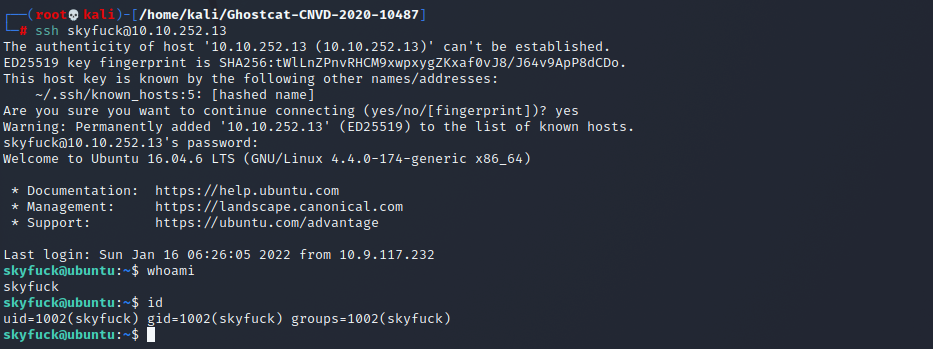 ┌──(root💀kali)-[/home/kali/Ghostcat-CNVD-2020-10487]
└─# ssh skyfuck@10.10.252.13
The authenticity of host '10.10.252.13 (10.10.252.13)' can't be established.
ED25519 key fingerprint is SHA256:tWlLnZPnvRHCM9xwpxygZKxaf0vJ8/J64v9ApP8dCDo.
This host key is known by the following other names/addresses:
    ~/.ssh/known_hosts:5: [hashed name]
Are you sure you want to continue connecting (yes/no/[fingerprint])? yes
Warning: Permanently added '10.10.252.13' (ED25519) to the list of known hosts.
skyfuck@10.10.252.13's password:
Welcome to Ubuntu 16.04.6 LTS (GNU/Linux 4.4.0-174-generic x86_64)

 * Documentation:  https://help.ubuntu.com
 * Management:     https://landscape.canonical.com
 * Support:        https://ubuntu.com/advantage

Last login: Sun Jan 16 06:26:05 2022 from 10.9.117.232
skyfuck@ubuntu:~$ whoami
skyfuck
skyfuck@ubuntu:~$ id
uid=1002(skyfuck) gid=1002(skyfuck) groups=1002(skyfuck)
skyfuck@ubuntu:~$